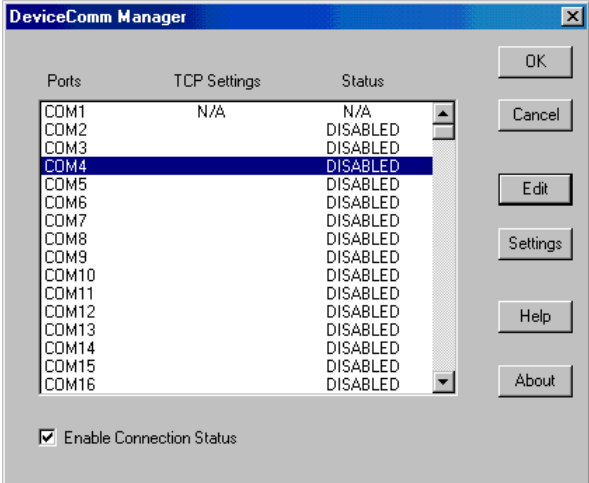 DeviceComm Manager
Ports TCP Settings Status
COM1 N/A N/A
COM2 DISABLED
COM3 DISABLED
COM4 DISABLED
COM5 DISABLED
COM6 DISABLED
COM7 DISABLED
COM8 DISABLED
COM9 DISABLED
COM10 DISABLED
COM11 DISABLED
COM12 DISABLED
COM13 DISABLED
COM14 DISABLED
COM15 DISABLED
COM16 DISABLED
Enable Connection Status
OK
Cancel
Edit
Settings
Help
About